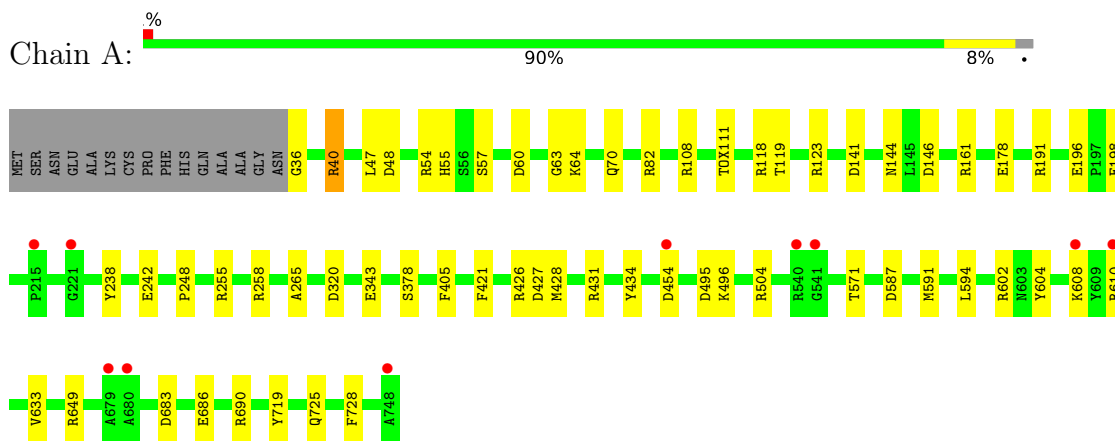 .%
Chain A:
90% 8% •
MET SER ASN GLU ALA LYS CYS PRO PHE HIS GLN ALA ALA GLY ASN G36 R40 L47 D48 R54 H55 S56 S57 D60 G63 K64 Q70 R82 R108 TOX111 R118 T119 R123 D141 N144 L145 D146 R161 E178 R191 E196 P197
P215 G221 Y238 E242 P248 R255 R258 A265 D320 E343 S378 F405 F421 R426 D427 M428 R431 Y434 D454 D495 K496 R504 R540 G541 T571 D587 M591 L594 R602 N603 Y604 K608 Y609
V633 R649 A679 A680 D683 E686 R690 Y719 Q725 F728 A748